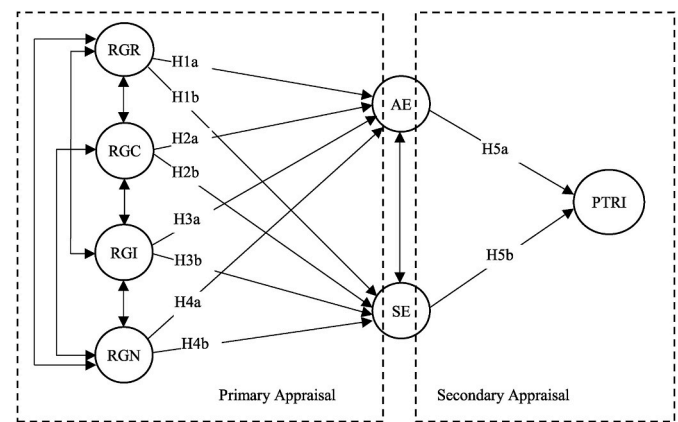 RGR
H1a
H1b
AE
RGC
H2a
H2b
H5a
PTRI
RGI
H3a
H3b
H5b
H4a
SE
RGN
H4b
Primary Appraisal
Secondary Appraisal